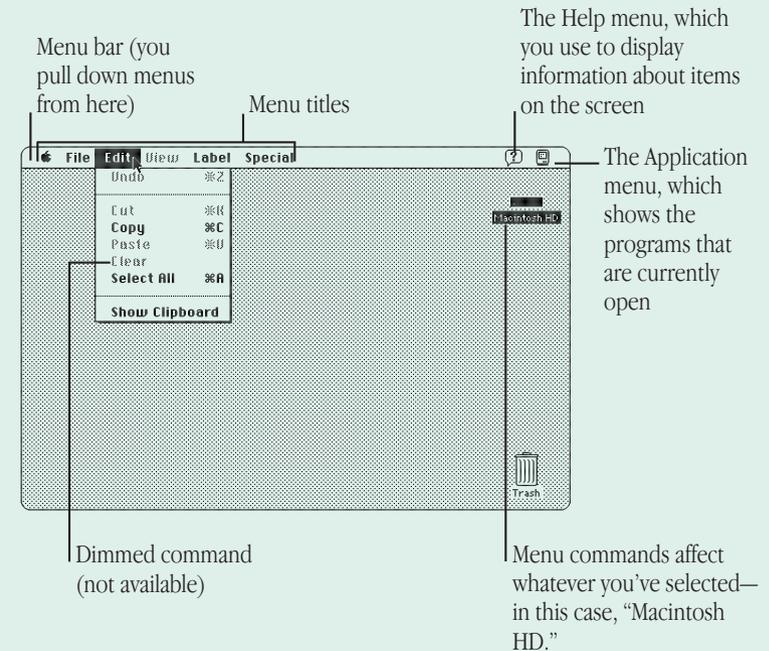 The Help menu, which
you use to display
information about items
on the screen
Menu bar (you
pull down menus
from here)
Menu titles
File Edit View Label Special
The Application
menu, which
shows the
programs that
are currently
open
Undo ⌘Z
Cut ⌘X
Copy ⌘C
Paste ⌘V
Clear
Select All ⌘A
Show Clipboard
Macintosh HD
Trash
Dimmed command
(not available)
Menu commands affect
whatever you’ve selected—
in this case, “Macintosh
HD.”